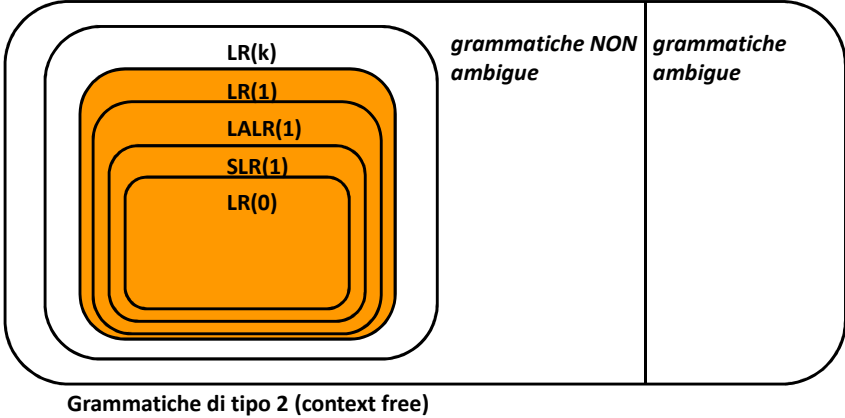 LR(k)
LR(1)
LALR(1)
SLR(1)
LR(0)
grammatiche NON
ambigue
grammatiche
ambigue
Grammatiche di tipo 2 (context free)